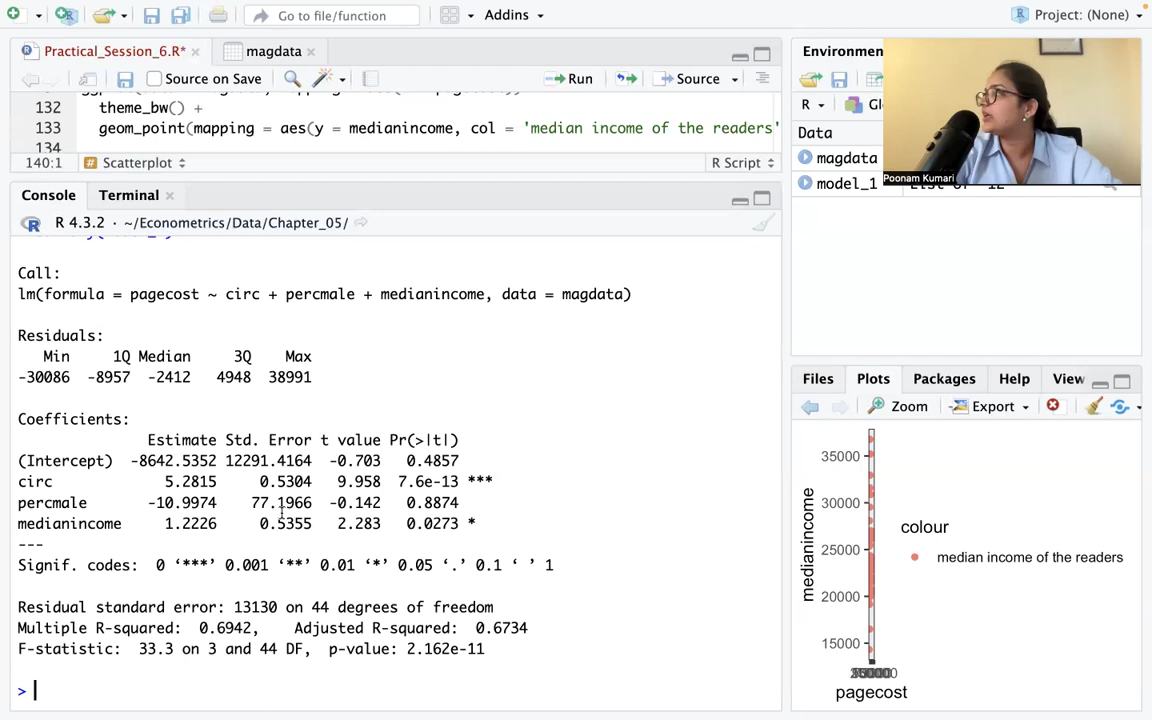 Go to file/function
Addins
Project: (None)
Practical_Session_6.R*
magdata
Source on Save
Run
Source
132 theme_bw() +
133 geom_point(mapping = aes(y = medianincome, col = 'median income of the readers'
134
140:1
# Scatterplot
R Script
Console
Terminal
R 4.3.2 · ~/Econometrics/Data/Chapter_05/
Call:
lm(formula = pagecost ~ circ + percmale + medianincome, data = magdata)
Residuals:
Min 1Q Median 3Q Max
-30086 -8957 -2412 4948 38991
Coefficients:
Estimate Std. Error t value Pr(>|t|)
(Intercept) -8642.5352 12291.4164 -0.703 0.4857
circ 5.2815 0.5304 9.958 7.6e-13 ***
percmale -10.9974 77.1966 -0.142 0.8874
medianincome 1.2226 0.5355 2.283 0.0273 *
---
Signif. codes: 0 ‘***’ 0.001 ‘**’ 0.01 ‘*’ 0.05 ‘.’ 0.1 ‘ ’ 1
Residual standard error: 13130 on 44 degrees of freedom
Multiple R-squared: 0.6942, Adjusted R-squared: 0.6734
F-statistic: 33.3 on 3 and 44 DF, p-value: 2.162e-11
>
Environmen
R
Data
magdata
model_1
Poonam Kumari
Files
Plots
Packages
Help
View
Zoom
Export
35000
30000
25000
20000
15000
medianincome
pagecost
colour
median income of the readers